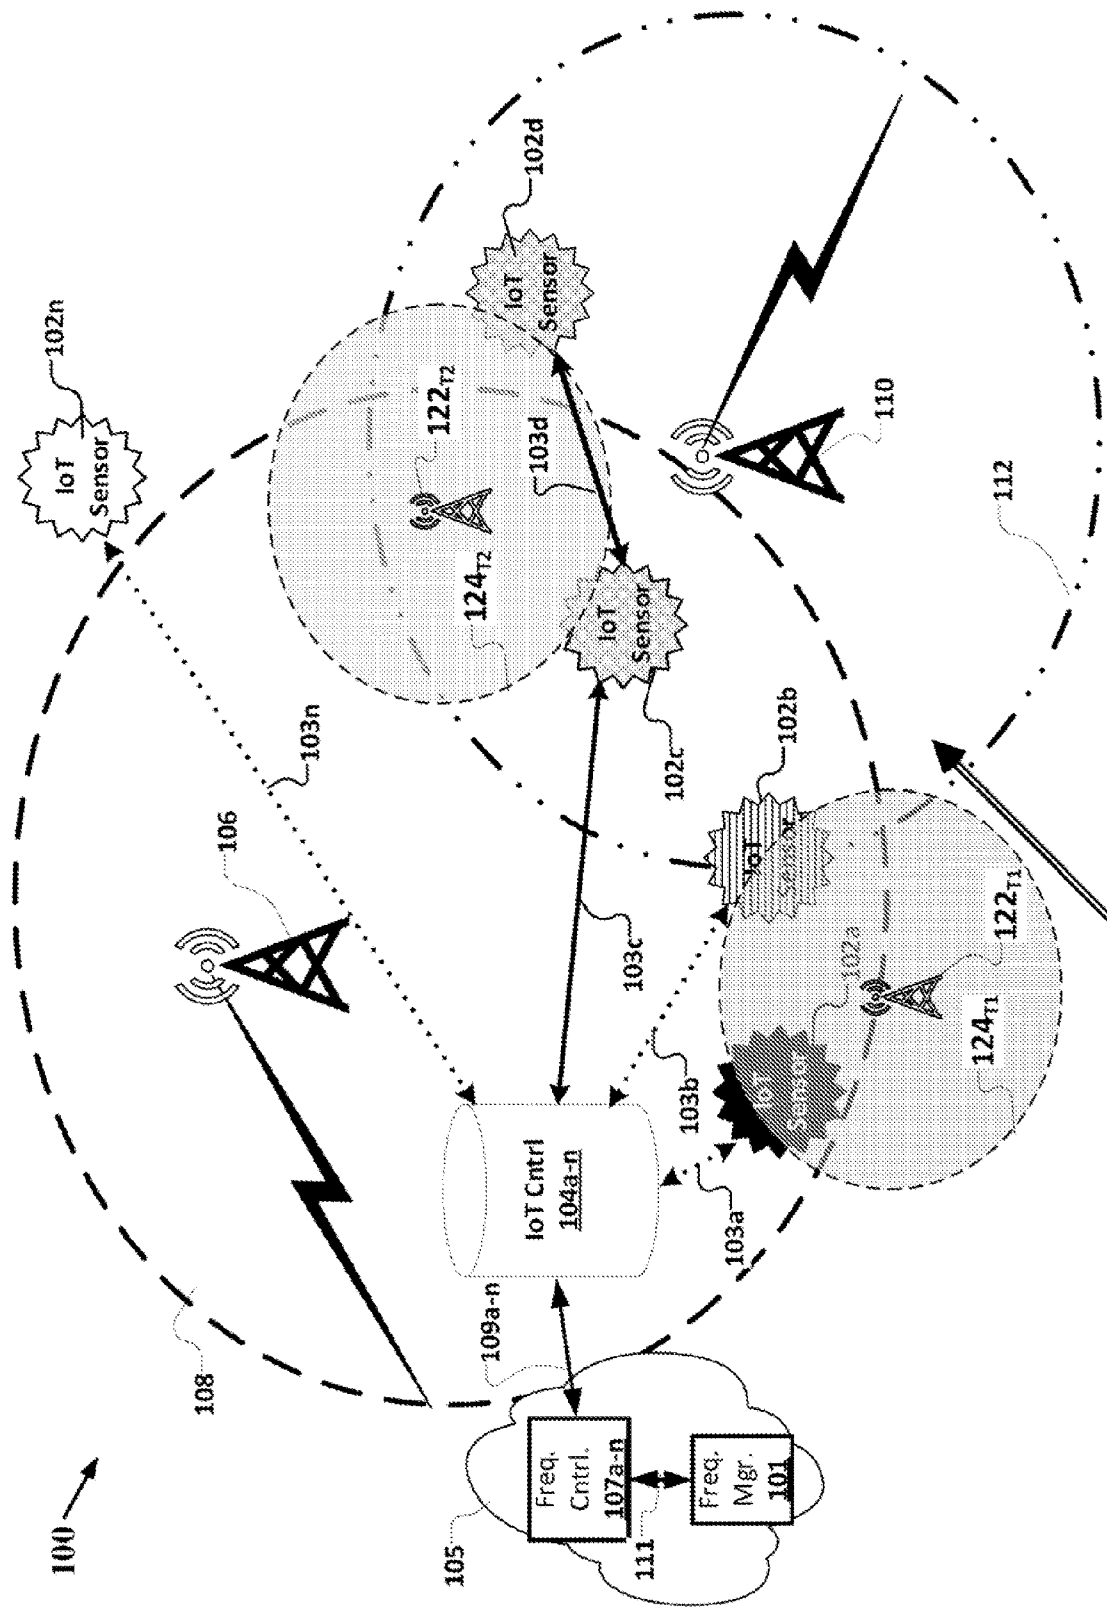 100
108
106
103n
102n
IoT
Sensor
102d
IoT
Sensor
122T2
124T2
103d
110
112
IoT
Sensor
102c
103c
102b
IoT
Sensor
103b
102a
IoT
Sensor
103a
122T1
124T1
IoT Cntrl
104a-n
109a-n
105
Freq.
Cntrl.
107a-n
111
Freq.
Mgr.
101